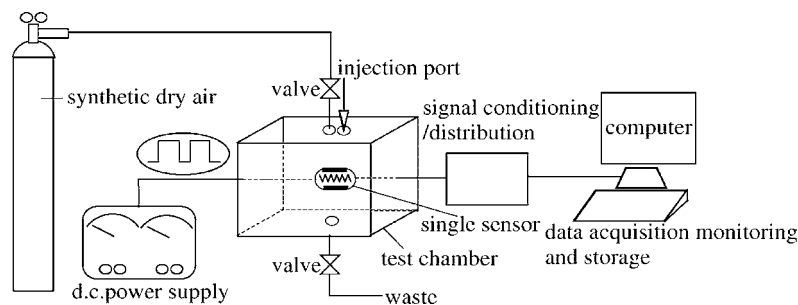 injection port
valve
synthetic dry air
signal conditioning
/distribution
computer
single sensor
test chamber
data acquisition monitoring
and storage
valve
d.c.power supply
wastc